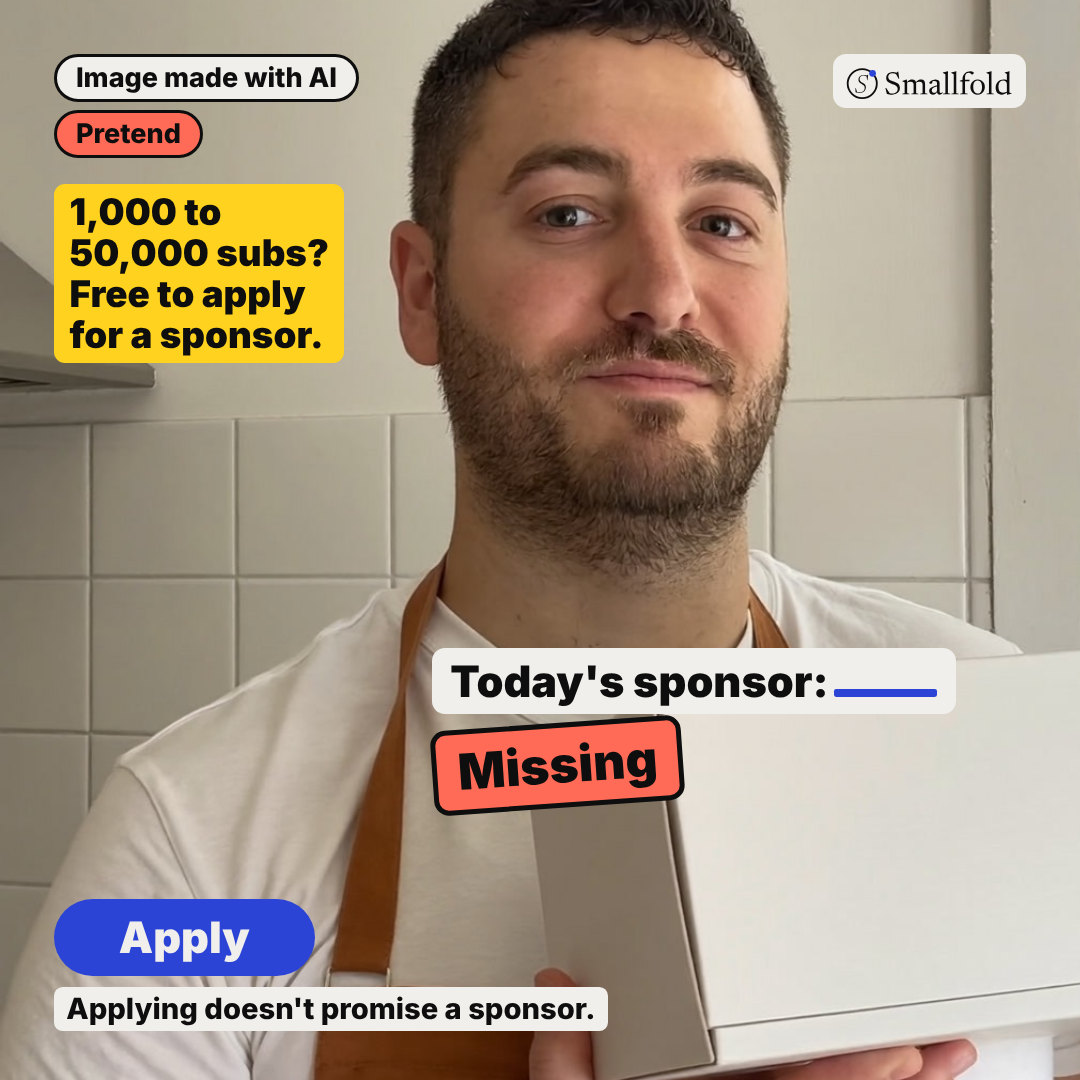 Image made with AI
Smallfold
Pretend
1,000 to
50,000 subs?
Free to apply
for a sponsor.
Today's sponsor:
Missing
Apply
Applying doesn't promise a sponsor.